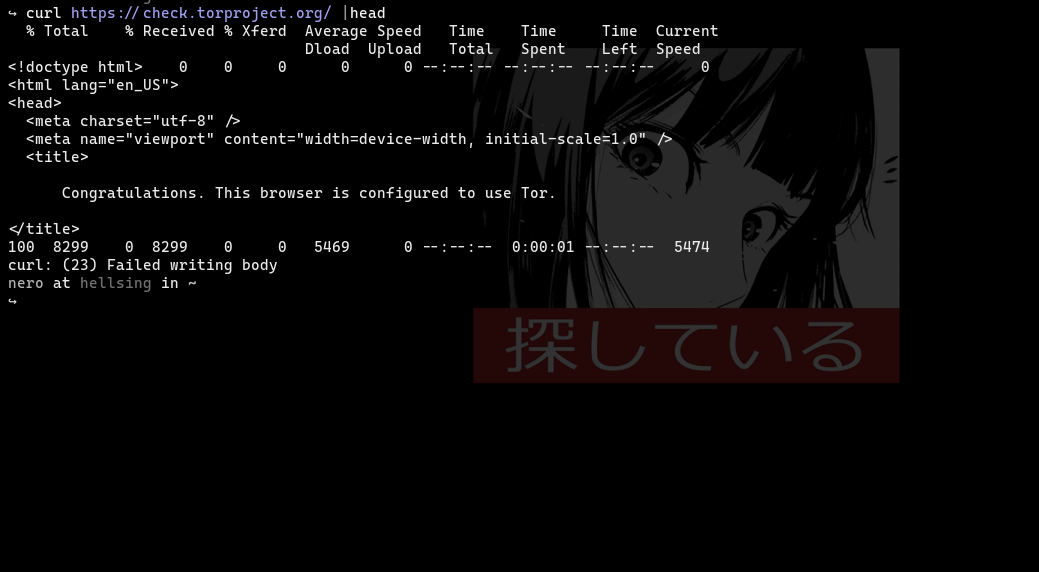 ↪ curl https://check.torproject.org/ |head
  % Total    % Received % Xferd  Average Speed   Time    Time     Time  Current
                                 Dload  Upload   Total   Spent    Left  Speed
<!doctype html>    0    0     0      0      0 --:--:-- --:--:-- --:--:--     0
<html lang="en_US">
<head>
  <meta charset="utf-8" />
  <meta name="viewport" content="width=device-width, initial-scale=1.0" />
  <title>
      Congratulations. This browser is configured to use Tor.
</title>
100  8299    0  8299    0     0   5469      0 --:--:--  0:00:01 --:--:--  5474
curl: (23) Failed writing body
nero at hellsing in ~
↪
探している